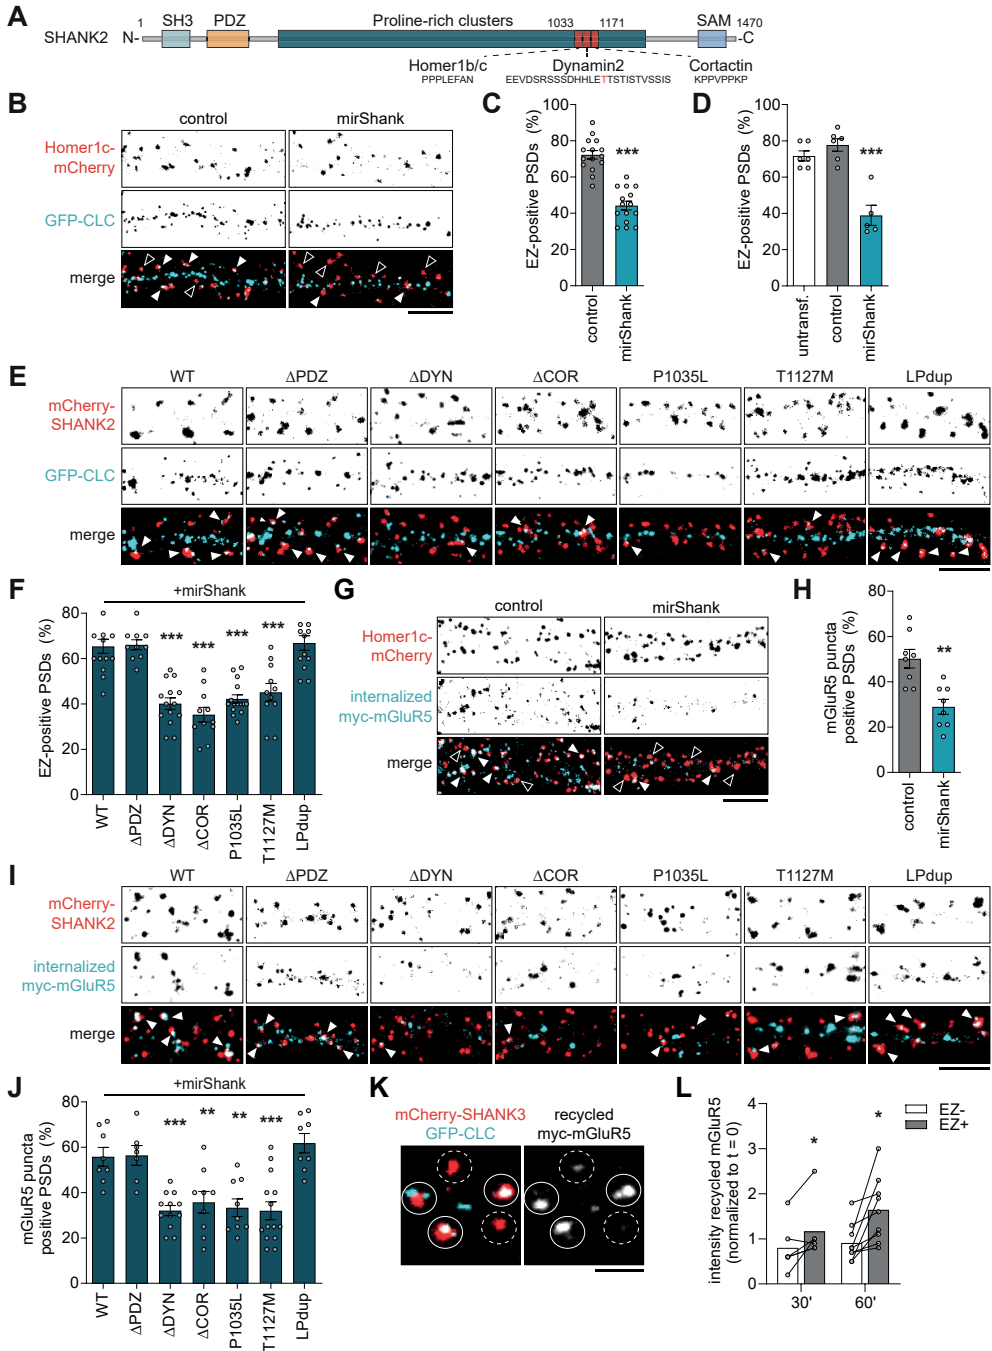 A
1
SH3
PDZ
Proline-rich clusters
1033
1171
SAM
1470
SHANK2
N-
-C
Homer1b/c
Dynamin2
Cortactin
PPPLEFAN
EEVDSRSSSDHHLETTSTISTVSSIS
KPPVPPKP
B
control
mirShank
Homer1c-
mCherry
GFP-CLC
merge
C
EZ-positive PSDs (%)
100
80
60
40
20
0
***
control
mirShank
D
EZ-positive PSDs (%)
100
80
60
40
20
0
***
untransf.
control
mirShank
E
WT
ΔPDZ
ΔDYN
ΔCOR
P1035L
T1127M
LPdup
mCherry-
SHANK2
GFP-CLC
merge
F
+mirShank
EZ-positive PSDs (%)
80
60
40
20
0
***
***
***
***
WT
ΔPDZ
ΔDYN
ΔCOR
P1035L
T1127M
LPdup
G
control
mirShank
Homer1c-
mCherry
internalized
myc-mGluR5
merge
H
mGluR5 puncta
positive PSDs (%)
80
60
40
20
0
**
control
mirShank
I
WT
ΔPDZ
ΔDYN
ΔCOR
P1035L
T1127M
LPdup
mCherry-
SHANK2
internalized
myc-mGluR5
merge
J
+mirShank
mGluR5 puncta
positive PSDs (%)
80
60
40
20
0
***
**
**
***
WT
ΔPDZ
ΔDYN
ΔCOR
P1035L
T1127M
LPdup
K
mCherry-SHANK3
GFP-CLC
recycled
myc-mGluR5
L
intensity recycled mGluR5
(normalized to t = 0)
4
3
2
1
0
*
*
EZ-
EZ+
30'
60'